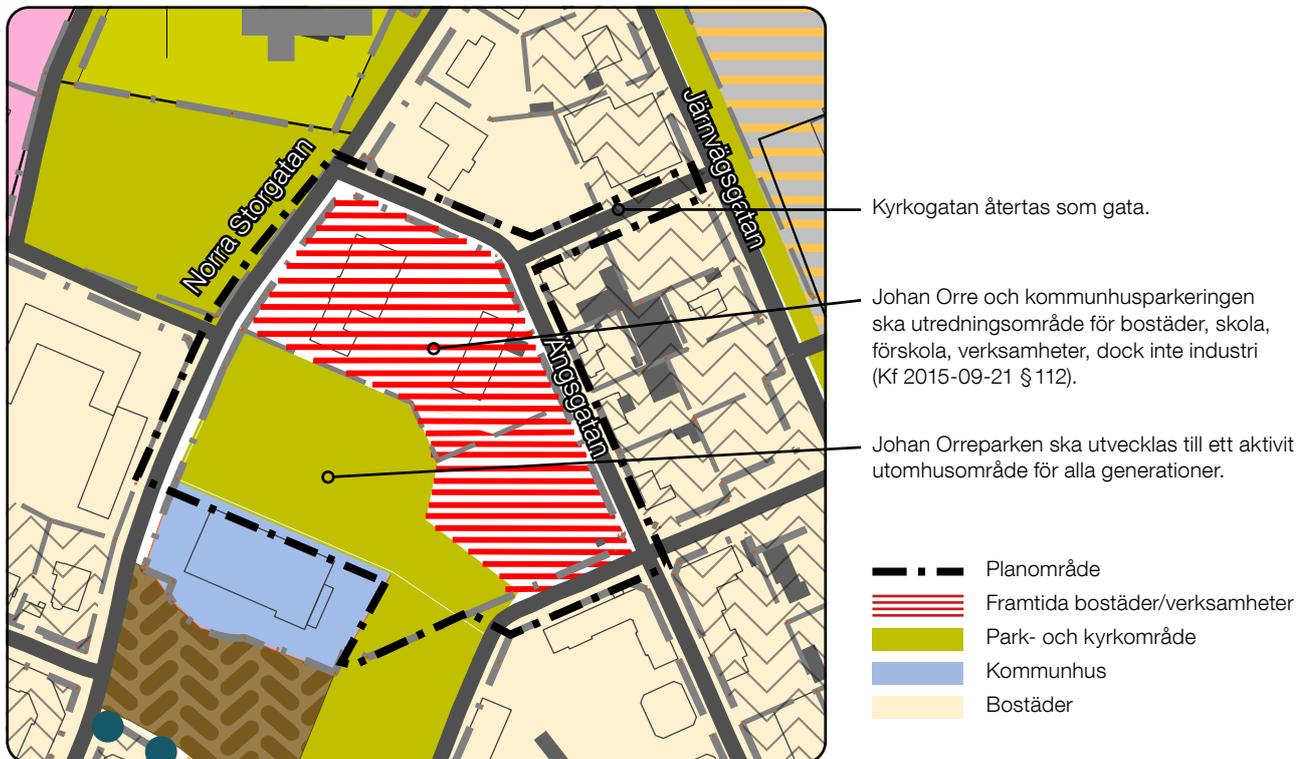 Järnvägsgatan
Norra Storgatan
Ängsgatan
Kyrkogatan återtas som gata.
Johan Orre och kommunhusparkeringen
ska utredningsområde för bostäder, skola,
förskola, verksamheter, dock inte industri
(Kf 2015-09-21 § 112).
Johan Orreparken ska utvecklas till ett aktivit
utomhusområde för alla generationer.
Planområde
Framtida bostäder/verksamheter
Park- och kyrkområde
Kommunhus
Bostäder